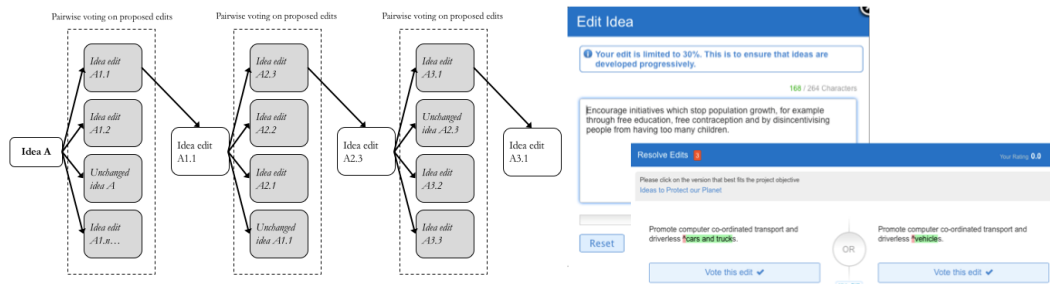 Pairwise voting on proposed edits
Pairwise voting on proposed edits
Pairwise voting on proposed edits
Idea A
Idea edit
A1.1
Idea edit
A1.2
Unchanged
idea A
Idea edit
A1.n...
Idea edit
A1.1
Idea edit
A2.3
Idea edit
A2.2
Idea edit
A2.1
Unchanged
idea A1.1
Idea edit
A2.3
Idea edit
A3.1
Unchanged
idea A2.3
Idea edit
A3.2
Idea edit
A3.3
Idea edit
A3.1
Edit Idea
Your edit is limited to 30%. This is to ensure that ideas are
developed progressively.
168 / 264 Characters
Encourage initiatives which stop population growth, for example
through free education, free contraception and by disincentivising
people from having too many children.
Reset
Resolve Edits 3
Your Rating 0.0
Please click on the version that best fits the project objective
Ideas to Protect our Planet
Promote computer co-ordinated transport and
driverless *cars and trucks.
Vote this edit ✔
OR
Promote computer co-ordinated transport and
driverless *vehicles.
Vote this edit ✔